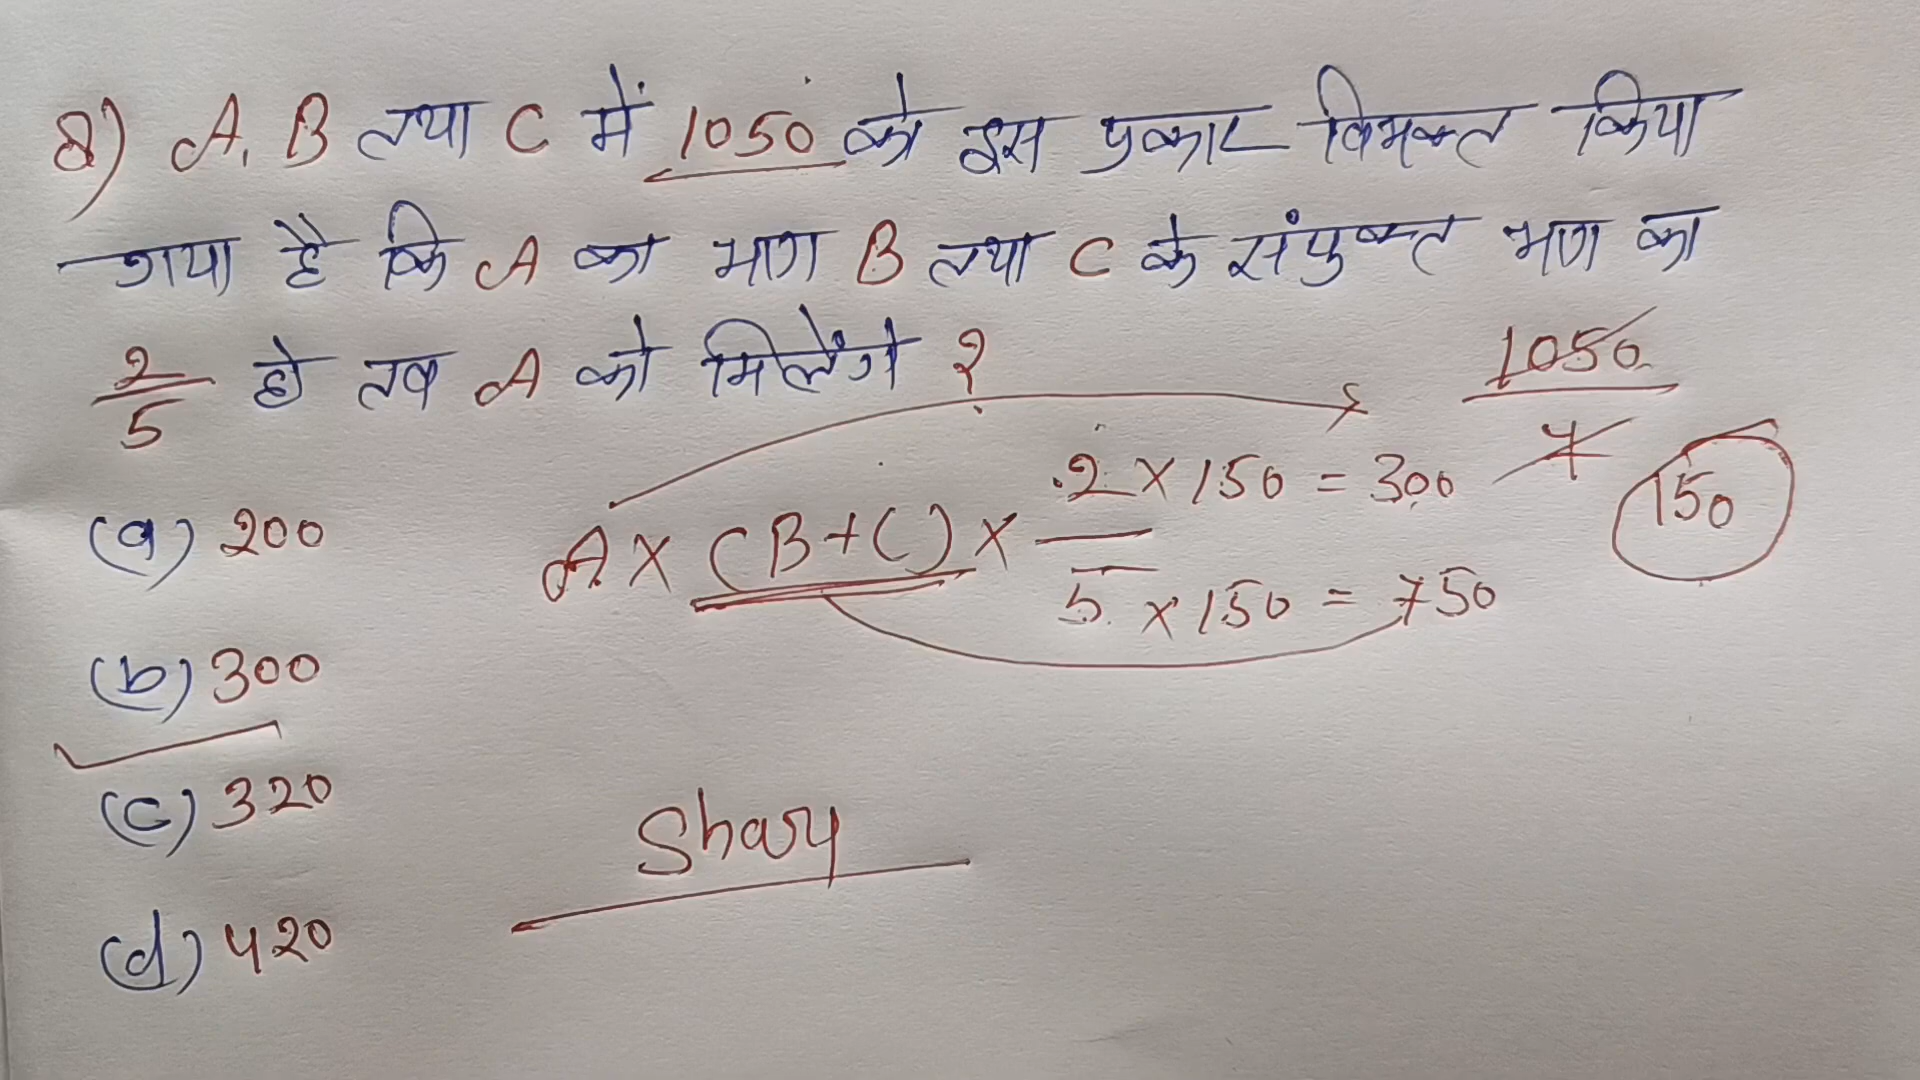 8) A, B तथा C में 1050 को इस प्रकार विभक्त किया
गया है कि A का भाग B तथा C के संयुक्त भाग का
2/5 हो तब A को मिलेंगे ?
1050
7
150
2 × 150 = 300
A × (B+C) ×
5 × 150 = 750
(a) 200
(b) 300
(c) 320
(d) 420